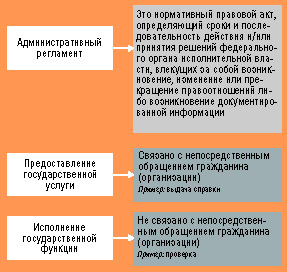 Административный
регламент
Это нормативный правовой акт,
определяющий сроки и после-
довательность действия и/или
принятия решений федерально-
го органа исполнительной вла-
сти, влекущих за собой возник-
новение, изменение или пре-
кращение правоотношений ли-
бо возникновение документиро-
ванной информации
Предоставление
государственной
услуги
Связано с непосредственным
обращением гражданина
(организации)
Пример: выдача справки
Исполнение
государственной
функции
Не связано с непосредствен-
ным обращением гражданина
(организации)
Пример: проверка